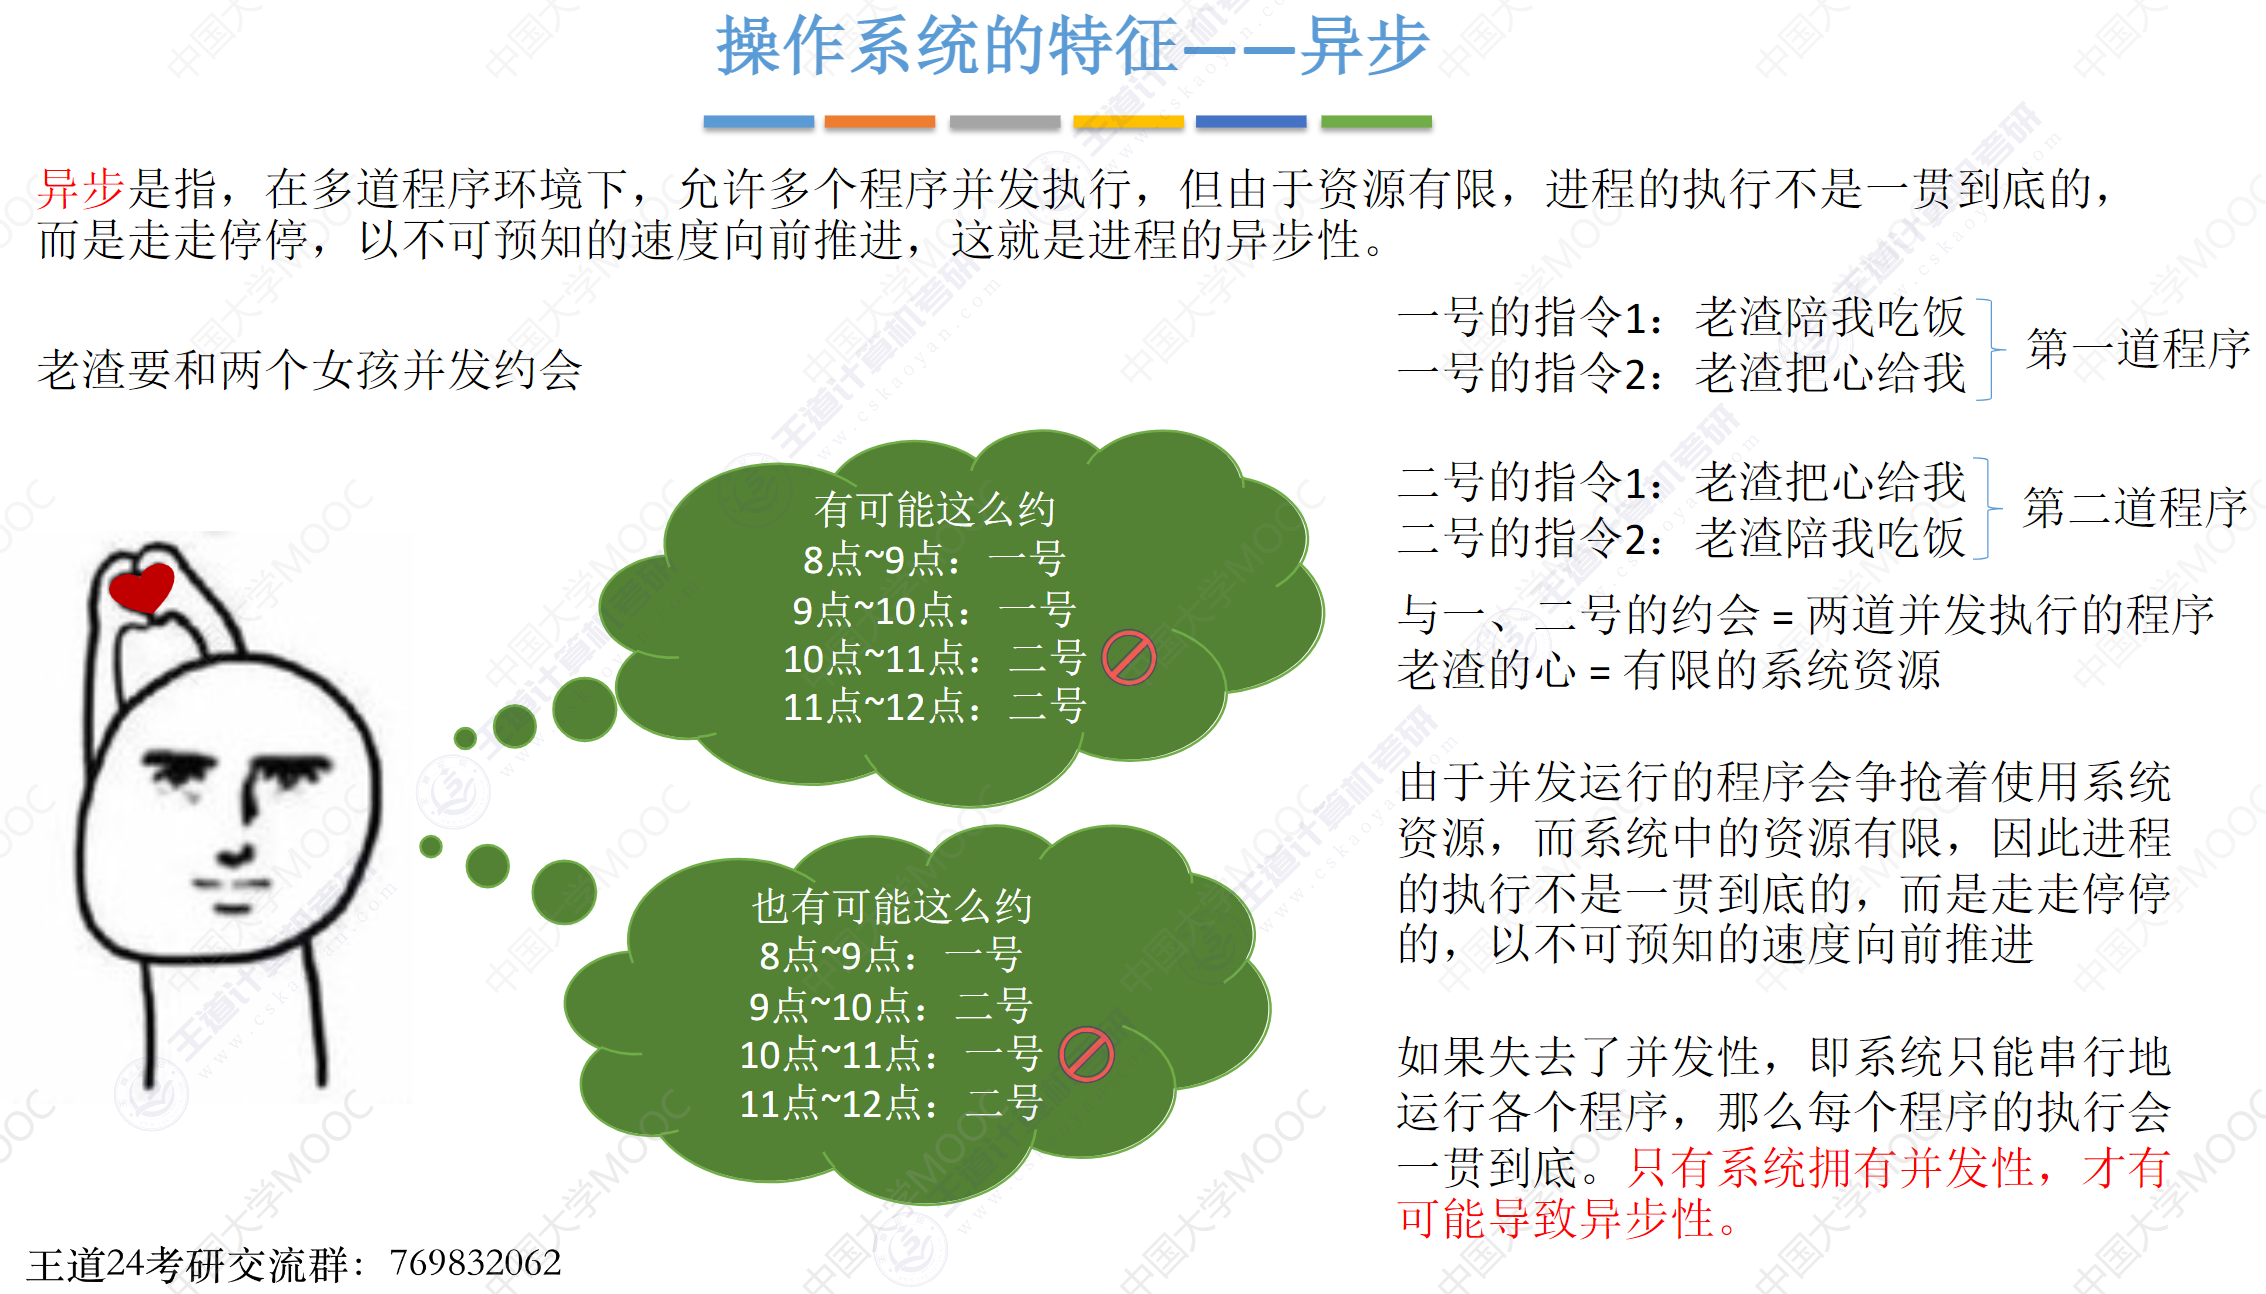 操作系统的特征——异步
异步是指，在多道程序环境下，允许多个程序并发执行，但由于资源有限，进程的执行不是一贯到底的，
而是走走停停，以不可预知的速度向前推进，这就是进程的异步性。
老渣要和两个女孩并发约会
有可能这么约
8点~9点：一号
9点~10点：一号
10点~11点：二号
11点~12点：二号
也有可能这么约
8点~9点：一号
9点~10点：二号
10点~11点：一号
11点~12点：二号
一号的指令1：老渣陪我吃饭
一号的指令2：老渣把心给我
第一道程序
二号的指令1：老渣把心给我
二号的指令2：老渣陪我吃饭
第二道程序
与一、二号的约会 = 两道并发执行的程序
老渣的心 = 有限的系统资源
由于并发运行的程序会争抢着使用系统
资源，而系统中的资源有限，因此进程
的执行不是一贯到底的，而是走走停停
的，以不可预知的速度向前推进
如果失去了并发性，即系统只能串行地
运行各个程序，那么每个程序的执行会
一贯到底。只有系统拥有并发性，才有
可能导致异步性。
王道24考研交流群：769832062
中国大学MOOC
王道计算机考研
www.cskaoyan.com